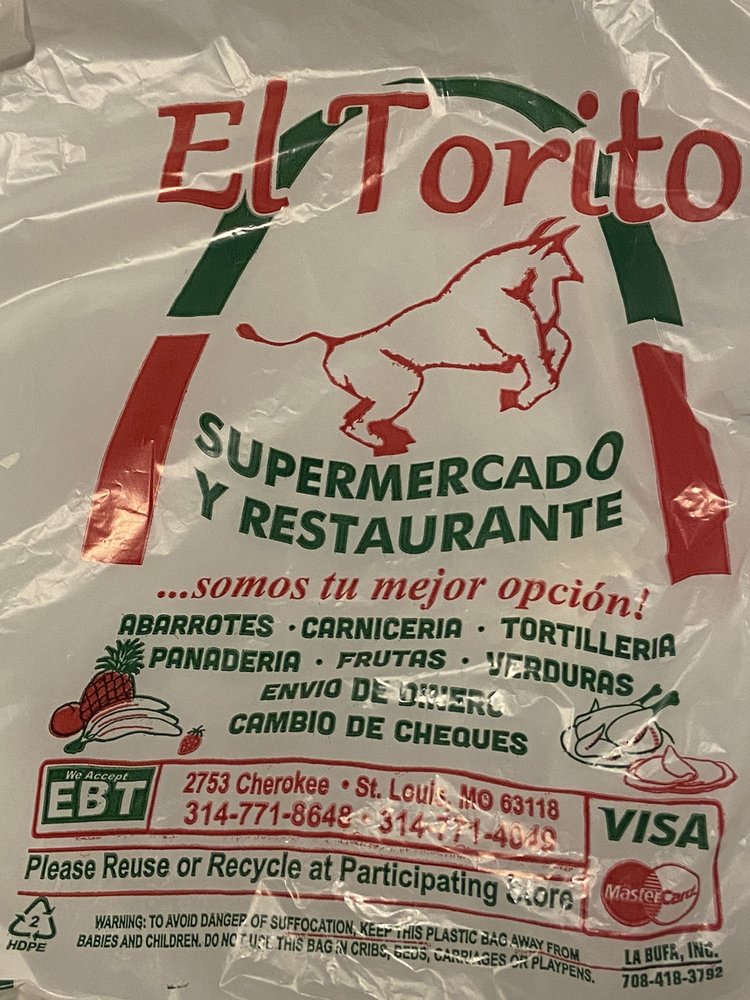 El Torito
SUPERMERCADO
Y RESTAURANTE
...somos tu mejor opción!
ABARROTES · CARNICERIA · TORTILLERIA
PANADERIA · FRUTAS · VERDURAS
ENVIO DE DINERO
CAMBIO DE CHEQUES
We Accept
EBT
2753 Cherokee • St. Louis, MO 63118
314-771-8648 • 314-771-4049
VISA
MasterCard
Please Reuse or Recycle at Participating Store
2
HDPE
WARNING: TO AVOID DANGER OF SUFFOCATION, KEEP THIS PLASTIC BAG AWAY FROM
BABIES AND CHILDREN. DO NOT USE THIS BAG IN CRIBS, BEDS, CARRIAGES OR PLAYPENS.
LA BUFA, INC.
708-418-3792